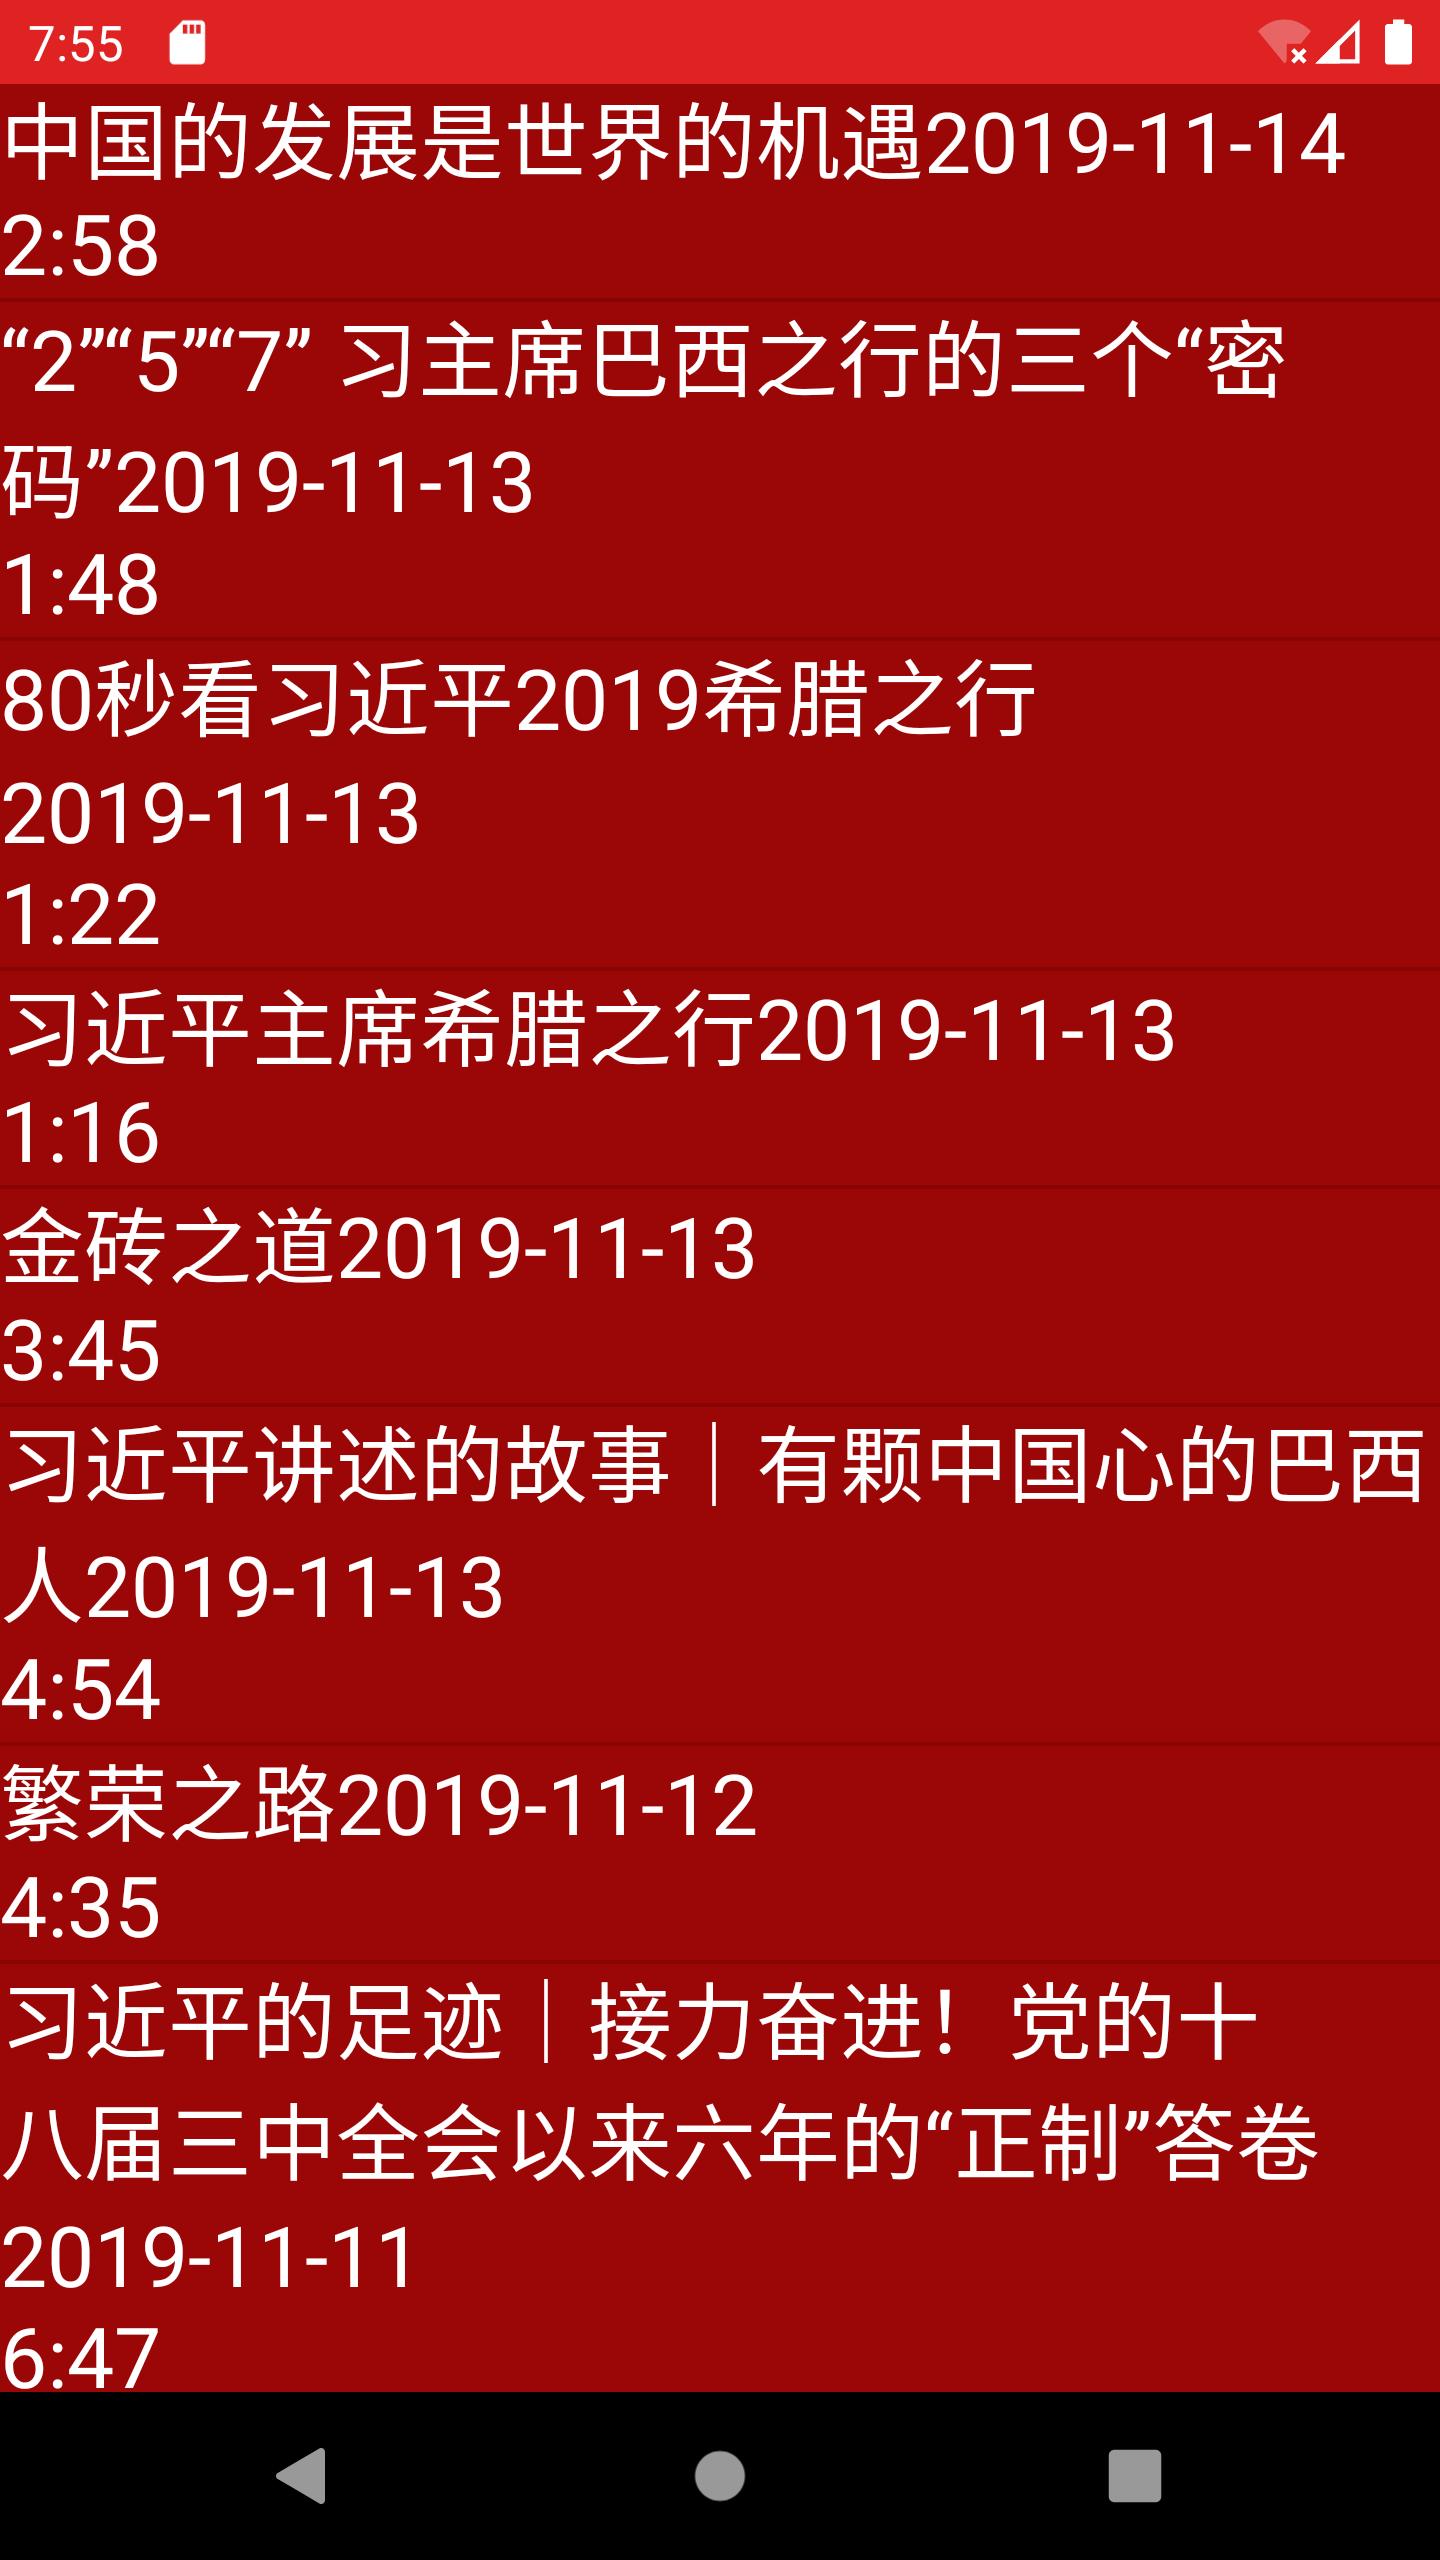 7:55
中国的发展是世界的机遇2019-11-14
2:58
“2”“5”“7” 习主席巴西之行的三个“密
码”2019-11-13
1:48
80秒看习近平2019希腊之行
2019-11-13
1:22
习近平主席希腊之行2019-11-13
1:16
金砖之道2019-11-13
3:45
习近平讲述的故事｜有颗中国心的巴西
人2019-11-13
4:54
繁荣之路2019-11-12
4:35
习近平的足迹｜接力奋进！党的十
八届三中全会以来六年的“正制”答卷
2019-11-11
6:47